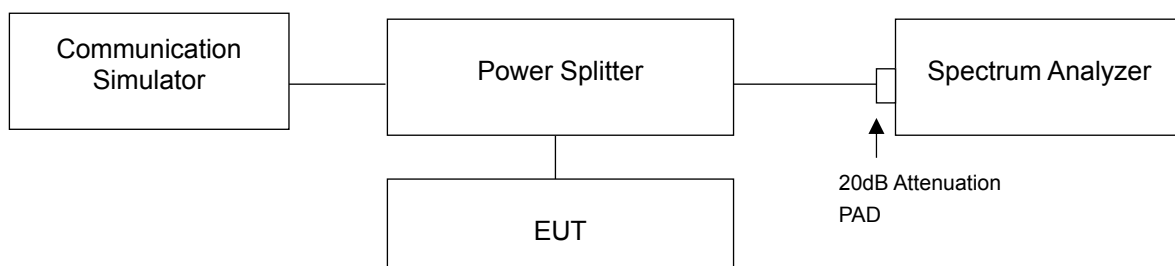 Communication
Simulator
Power Splitter
Spectrum Analyzer
20dB Attenuation
PAD
EUT